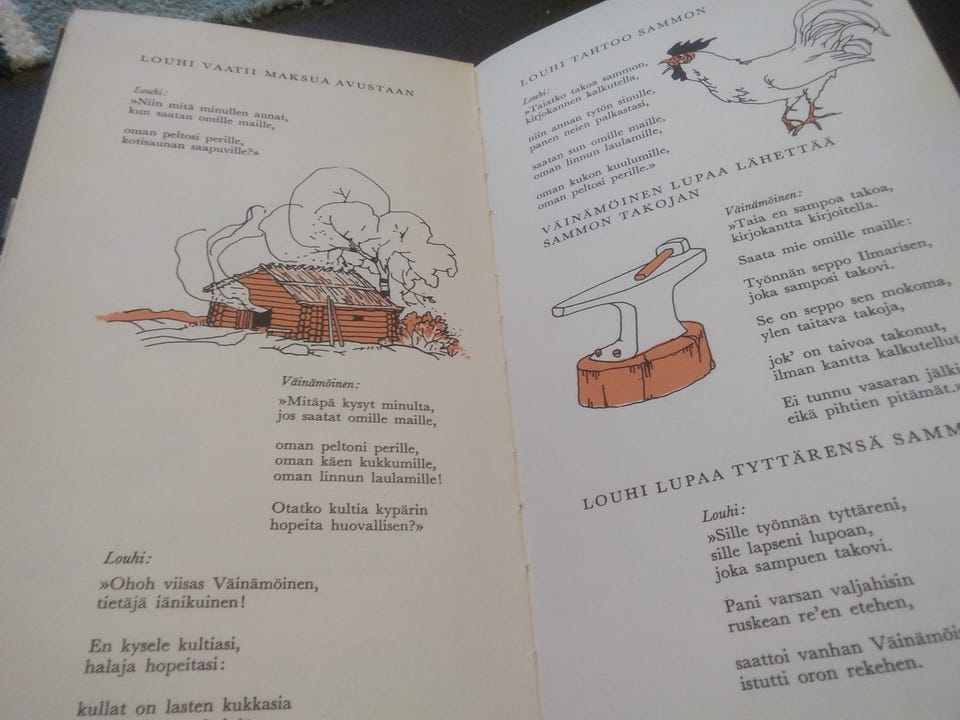 LOUHI VAATII MAKSUA AVUSTAAN
Louhi:
»Niin mitä minullen annat,
kun saatan omille maille,
oman peltosi perille,
kotisaunan saapuville?»
Väinämöinen:
»Mitäpä kysyt minulta,
jos saatat omille maille,
oman peltoni perille,
oman käen kukkumille,
oman linnun laulamille!
Otatko kultia kypärin
hopeita huovallisen?»
Louhi:
»Ohoh viisas Väinämöinen,
tietäjä iänikuinen!
En kysele kultiasi,
halaja hopeitasi:
kullat on lasten kukkasia
LOUHI TAHTOO SAMMON
Louhi:
»Taiatko takoa sammon,
kirjokannen kalkutella,
niin annan tytön sinulle,
panen neien palkastasi,
saatan sun omille maille,
oman linnun laulamille,
oman kukon kuulumille,
oman peltosi perille.»
VÄINÄMÖINEN LUPAA LÄHETTÄÄ
SAMMON TAKOJAN
Väinämöinen:
»Taia en sampoa takoa,
kirjokantta kirjoitella.
Saata mie omille maille:
Työnnän seppo Ilmarisen,
joka samposi takovi.
Se on seppo sen mokoma,
ylen taitava takoja,
jok' on taivoa takonut,
ilman kantta kalkutellut
Ei tunnu vasaran jälki
eikä pihtien pitämät.»
LOUHI LUPAA TYTTÄRENSÄ SAMM
Louhi:
»Sille työnnän tyttäreni,
sille lapseni lupoan,
joka sampuen takovi.
Pani varsan valjahisin
ruskean re'en etehen,
saattoi vanhan Väinämöis
istutti oron rekehen.